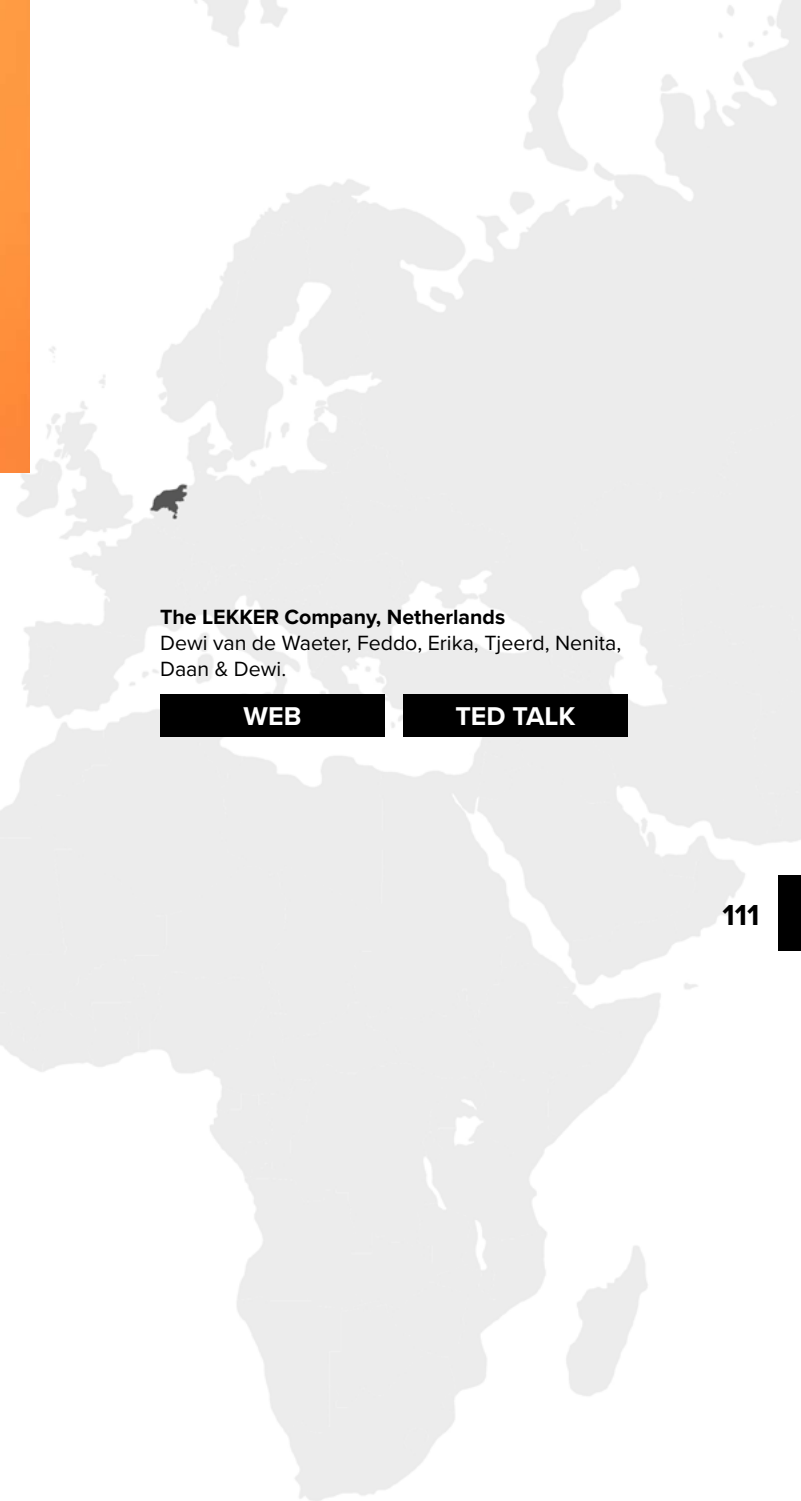 The LEKKER Company, Netherlands
Dewi van de Waeter, Feddo, Erika, Tjeerd, Nenita,
Daan & Dewi.
WEB
TED TALK
111